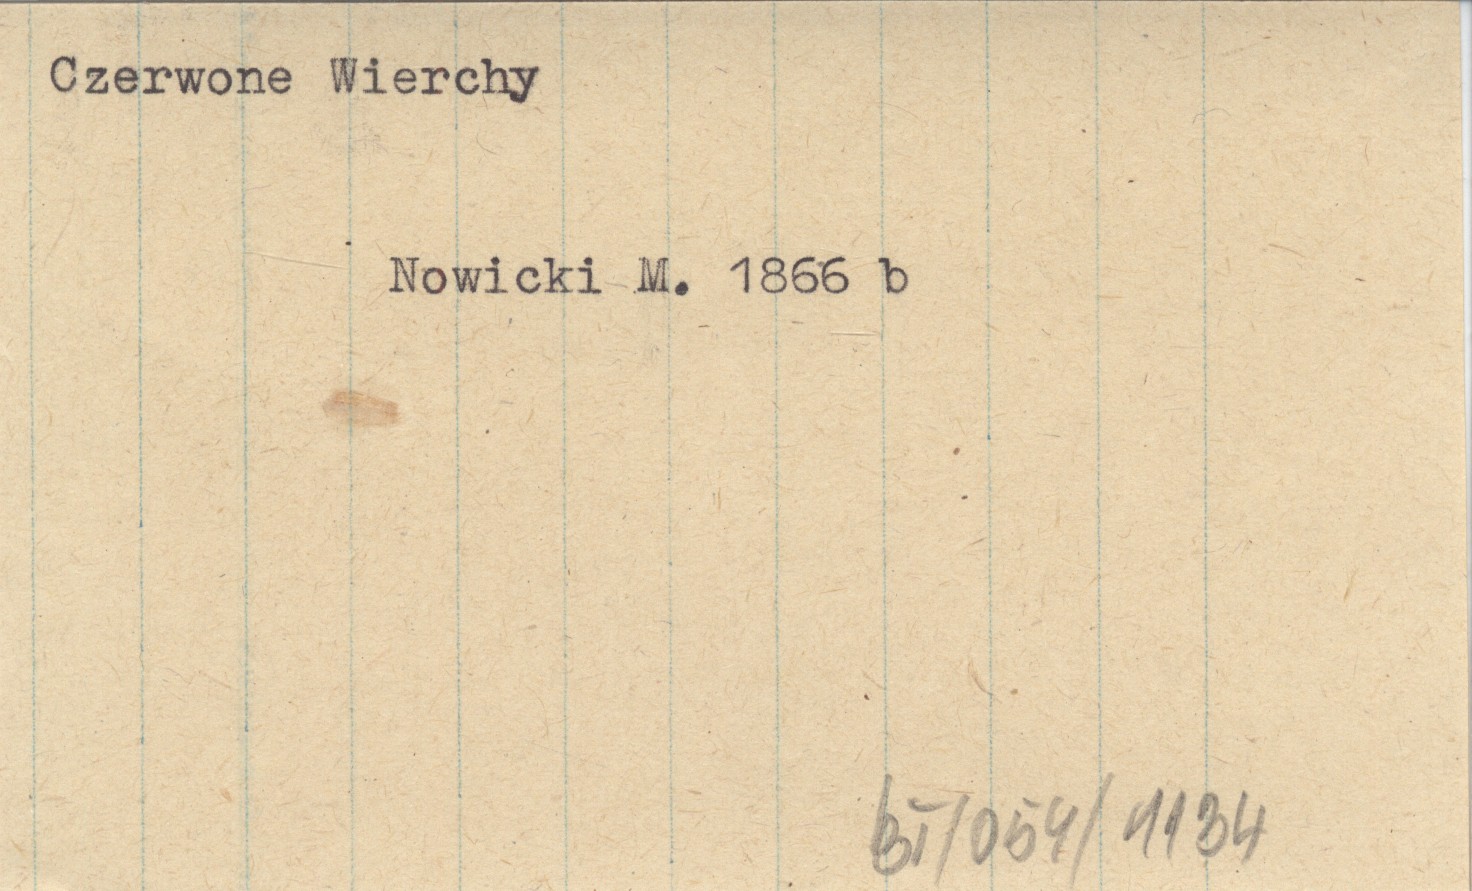 Czerwone Wierchy
Nowicki M. 1866 b
BI/054/1134